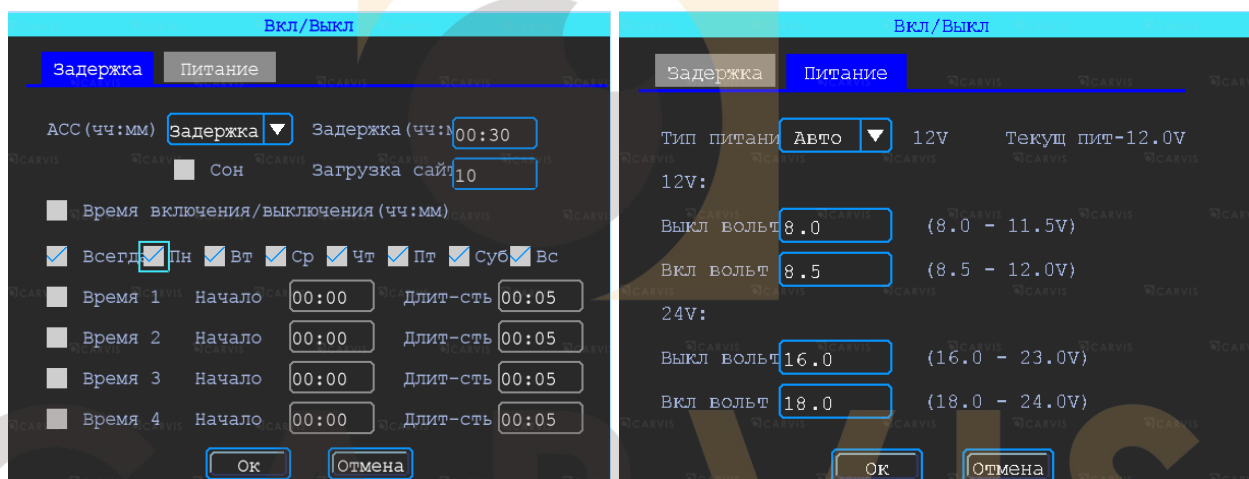 Вкл/Выкл
Задержка Питание
ACC(чч:мм) Задержка Задержка(чч: 00:30
Сон Загрузка сайт 10
Время включения/выключения(чч:мм)
Всегда Пн Вт Ср Чт Пт Суб Вс
Время 1 Начало 00:00 Длит-сть 00:05
Время 2 Начало 00:00 Длит-сть 00:05
Время 3 Начало 00:00 Длит-сть 00:05
Время 4 Начало 00:00 Длит-сть 00:05
Ок Отмена
Вкл/Выкл
Задержка Питание
Тип питани Авто 12V Текущ пит-12.0V
12V:
Выкл вольт 8.0 (8.0 - 11.5V)
Вкл вольт 8.5 (8.5 - 12.0V)
24V:
Выкл вольт 16.0 (16.0 - 23.0V)
Вкл вольт 18.0 (18.0 - 24.0V)
Ок Отмена
CARVIS